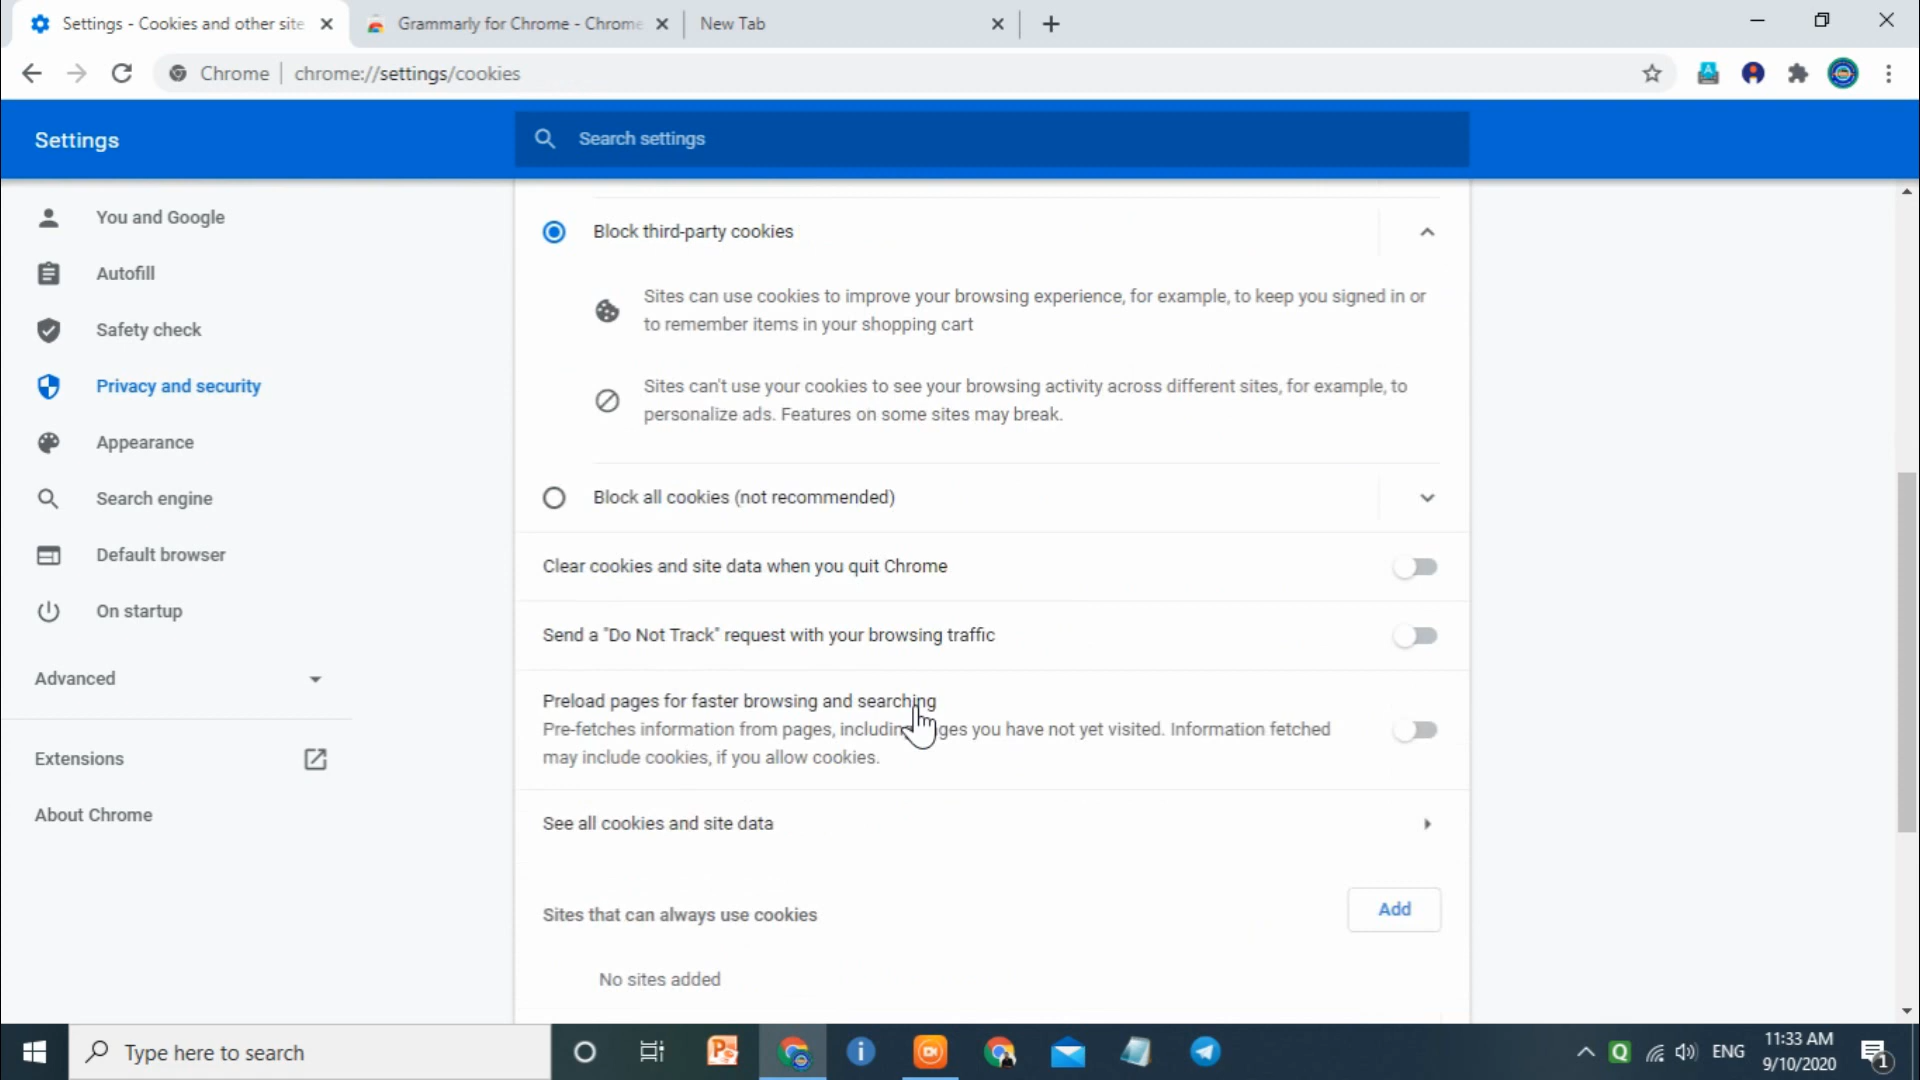 Settings - Cookies and other site
Grammarly for Chrome - Chrome
New Tab
Chrome
chrome://settings/cookies
Settings
Search settings
You and Google
Autofill
Safety check
Privacy and security
Appearance
Search engine
Default browser
On startup
Advanced
Extensions
About Chrome
Block third-party cookies
Sites can use cookies to improve your browsing experience, for example, to keep you signed in or
to remember items in your shopping cart
Sites can't use your cookies to see your browsing activity across different sites, for example, to
personalize ads. Features on some sites may break.
Block all cookies (not recommended)
Clear cookies and site data when you quit Chrome
Send a "Do Not Track" request with your browsing traffic
Preload pages for faster browsing and searching
Pre-fetches information from pages, you have not yet visited. Information fetched
may include cookies, if you allow cookies.
See all cookies and site data
Sites that can always use cookies
Add
No sites added
Type here to search
ENG
11:33 AM
9/10/2020
1